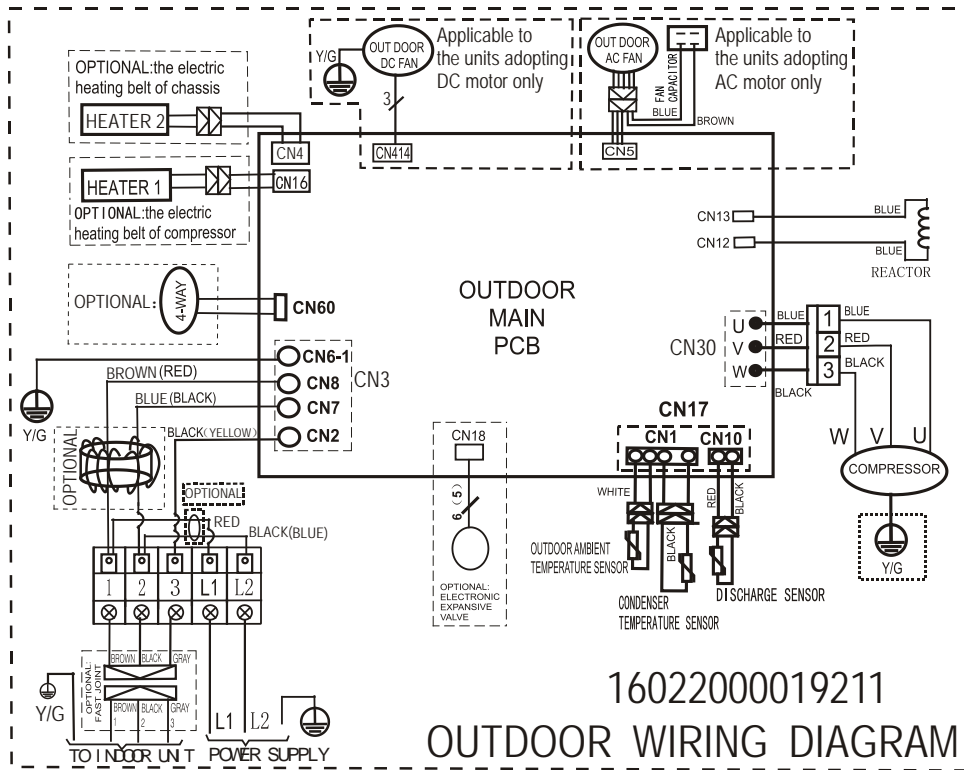 OPTIONAL:the electric
heating belt of chassis
HEATER 2
HEATER 1
OPTIONAL:the electric
heating belt of compressor
CN4
CN16
Y/G
OUT DOOR
DC FAN
3
CN414
Applicable to
the units adopting
DC motor only
OUT DOOR
AC FAN
FAN
CAPACITOR
BLUE
BROWN
CN5
Applicable to
the units adopting
AC motor only
CN13
CN12
BLUE
BLUE
REACTOR
OPTIONAL:
4-WAY
CN60
OUTDOOR
MAIN
PCB
CN6-1
CN8
CN7
CN2
CN3
BROWN(RED)
BLUE(BLACK)
BLACK(YELLOW)
Y/G
OPTIONAL
OPTIONAL
RED
BLACK(BLUE)
CN30
U
V
W
BLUE
RED
BLACK
1
2
3
BLUE
RED
BLACK
W V U
COMPRESSOR
Y/G
CN17
CN1
CN10
WHITE
BLACK
RED
BLACK
OUTDOOR AMBIENT
TEMPERATURE SENSOR
CONDENSER
TEMPERATURE SENSOR
DISCHARGE SENSOR
CN18
6 (5)
OPTIONAL:
ELECTRONIC
EXPANSIVE
VALVE
1 2 3 L1 L2
OPTIONAL:
FAST JOINT
BROWN BLACK GRAY
BROWN BLACK GRAY
1 2 3
Y/G
L1 L2
TO INDOOR UNIT
POWER SUPPLY
16022000019211
OUTDOOR WIRING DIAGRAM